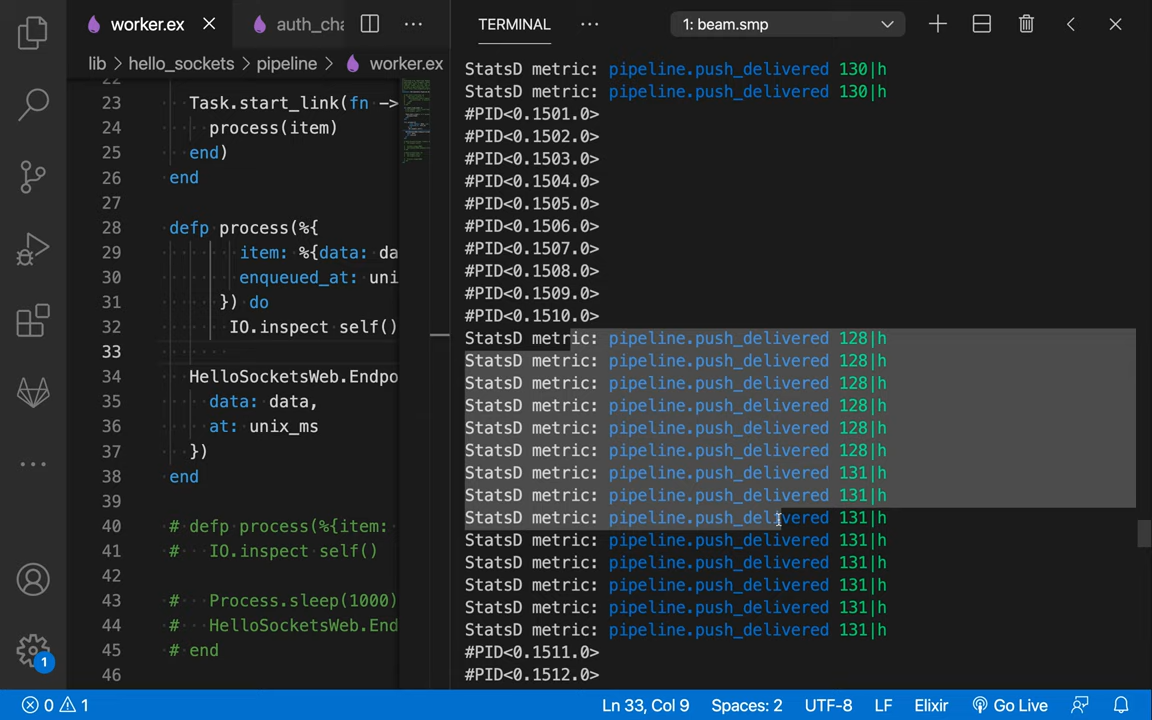 worker.ex
auth_cha
TERMINAL
1: beam.smp
lib > hello_sockets > pipeline > worker.ex
22
23 Task.start_link(fn ->
24 process(item)
25 end)
26 end
27
28 defp process(%{
29 item: %{data: da
30 enqueued_at: uni
31 }) do
32 IO.inspect self()
33
34 HelloSocketsWeb.Endpo
35 data: data,
36 at: unix_ms
37 })
38 end
39
40 # defp process(%{item:
41 # IO.inspect self()
42
43 # Process.sleep(1000)
44 # HelloSocketsWeb.End
45 # end
46
StatsD metric: pipeline.push_delivered 130|h
StatsD metric: pipeline.push_delivered 130|h
#PID<0.1501.0>
#PID<0.1502.0>
#PID<0.1503.0>
#PID<0.1504.0>
#PID<0.1505.0>
#PID<0.1506.0>
#PID<0.1507.0>
#PID<0.1508.0>
#PID<0.1509.0>
#PID<0.1510.0>
StatsD metric: pipeline.push_delivered 128|h
StatsD metric: pipeline.push_delivered 128|h
StatsD metric: pipeline.push_delivered 128|h
StatsD metric: pipeline.push_delivered 128|h
StatsD metric: pipeline.push_delivered 128|h
StatsD metric: pipeline.push_delivered 128|h
StatsD metric: pipeline.push_delivered 131|h
StatsD metric: pipeline.push_delivered 131|h
StatsD metric: pipeline.push_delivered 131|h
StatsD metric: pipeline.push_delivered 131|h
StatsD metric: pipeline.push_delivered 131|h
StatsD metric: pipeline.push_delivered 131|h
StatsD metric: pipeline.push_delivered 131|h
StatsD metric: pipeline.push_delivered 131|h
#PID<0.1511.0>
#PID<0.1512.0>
1
0 1
Ln 33, Col 9
Spaces: 2
UTF-8
LF
Elixir
Go Live